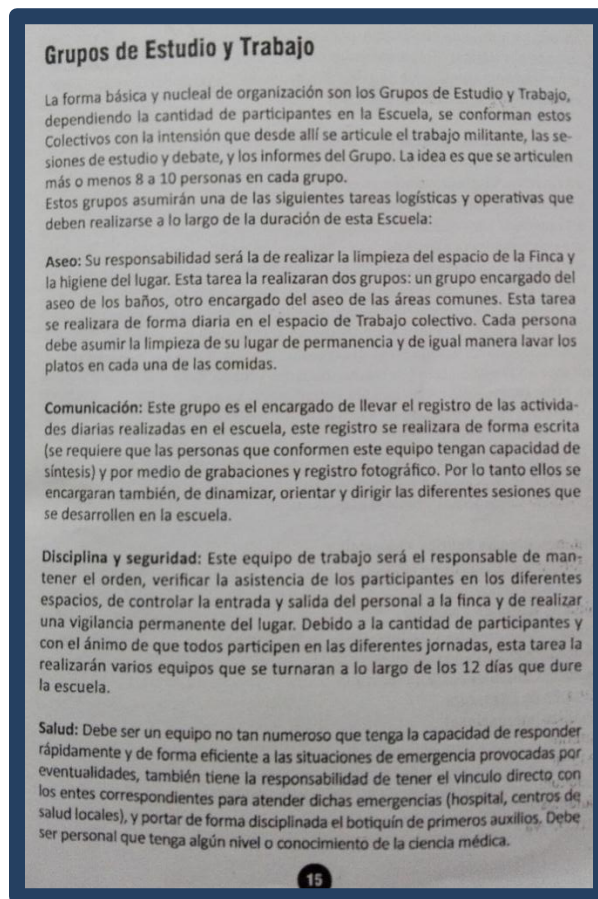 Grupos de Estudio y Trabajo
La forma básica y nucleal de organización son los Grupos de Estudio y Trabajo,
dependiendo la cantidad de participantes en la Escuela, se conforman estos
Colectivos con la intensión que desde allí se articule el trabajo militante, las se-
siones de estudio y debate, y los informes del Grupo. La idea es que se articulen
más o menos 8 a 10 personas en cada grupo.
Estos grupos asumirán una de las siguientes tareas logísticas y operativas que
deben realizarse a lo largo de la duración de esta Escuela:
Aseo: Su responsabilidad será la de realizar la limpieza del espacio de la Finca y
la higiene del lugar. Esta tarea la realizaran dos grupos: un grupo encargado del
aseo de los baños, otro encargado del aseo de las áreas comunes. Esta tarea
se realizara de forma diaria en el espacio de Trabajo colectivo. Cada persona
debe asumir la limpieza de su lugar de permanencia y de igual manera lavar los
platos en cada una de las comidas.
Comunicación: Este grupo es el encargado de llevar el registro de las activida-
des diarias realizadas en el escuela, este registro se realizara de forma escrita
(se requiere que las personas que conformen este equipo tengan capacidad de
síntesis) y por medio de grabaciones y registro fotográfico. Por lo tanto ellos se
encargaran también, de dinamizar, orientar y dirigir las diferentes sesiones que
se desarrollen en la escuela.
Disciplina y seguridad: Este equipo de trabajo será el responsable de man-
tener el orden, verificar la asistencia de los participantes en los diferentes
espacios, de controlar la entrada y salida del personal a la finca y de realizar
una vigilancia permanente del lugar. Debido a la cantidad de participantes y
con el ánimo de que todos participen en las diferentes jornadas, esta tarea la
realizarán varios equipos que se turnaran a lo largo de los 12 días que dure
la escuela.
Salud: Debe ser un equipo no tan numeroso que tenga la capacidad de responder
rápidamente y de forma eficiente a las situaciones de emergencia provocadas por
eventualidades, también tiene la responsabilidad de tener el vinculo directo con
los entes correspondientes para atender dichas emergencias (hospital, centros de
salud locales), y portar de forma disciplinada el botiquín de primeros auxilios. Debe
ser personal que tenga algún nivel o conocimiento de la ciencia médica.
15